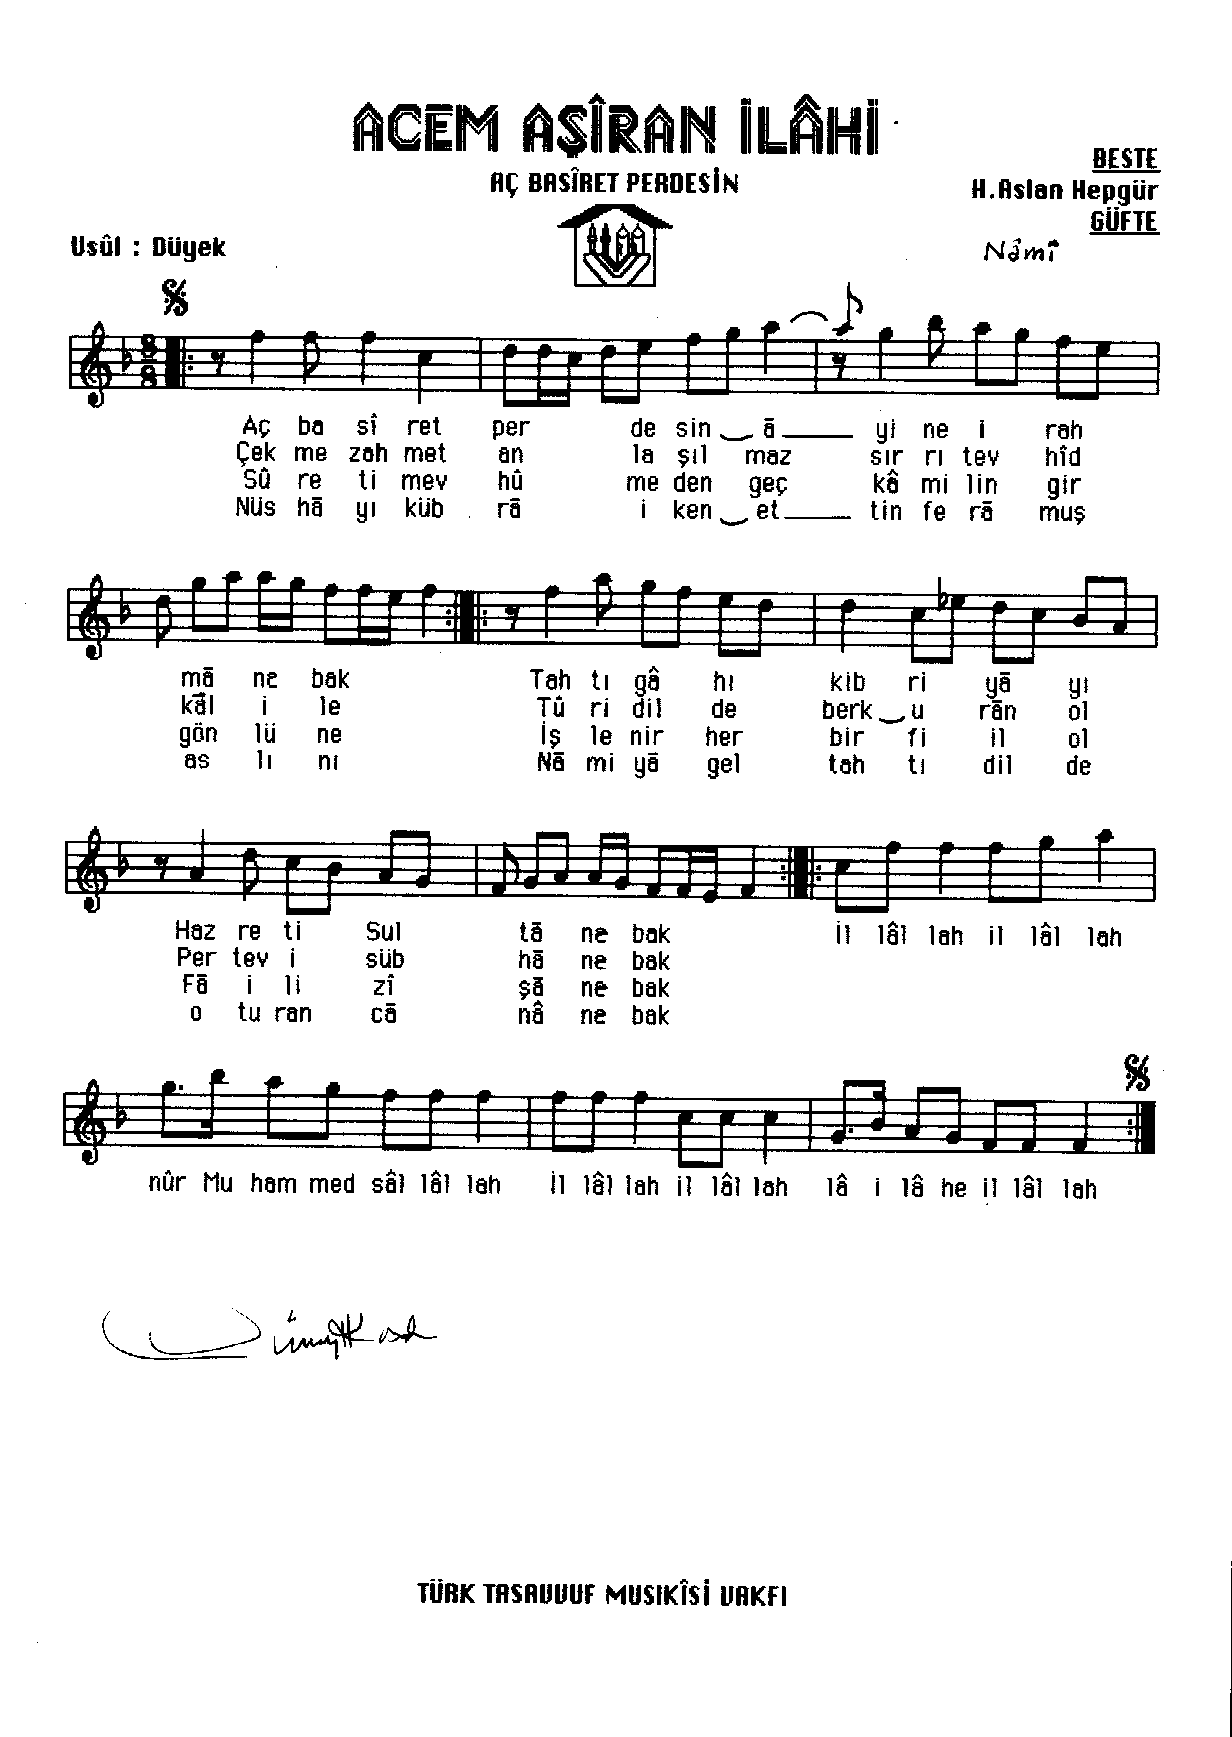 ACEM AŞÎRAN İLÂHİ
AÇ BASÎRET PERDESİN
BESTE
H.Aslan Hepgür
GÜFTE
Nâmî
Usûl : Düyek
Aç ba sî ret per de sin ā yi ne i rah
Çek me zah met an la şıl maz sır rı tev hîd
Sû re ti mev hû me den geç kâ mi lin gir
Nüs hā yı küb rā i ken et tin fe rā muş
mā ne bak Tah tı gâ hı kib ri yā yı
kāl i le Tû ri dil de berk u rān ol
gön lü ne İş le nir her bir fi il ol
as lı nı Nā mi yā gel tah tı dil de
Haz re ti Sul tā ne bak İl lâl lah il lâl lah
Per tev i süb hā ne bak
Fā i li zî şā ne bak
o tu ran cā nâ ne bak
nûr Mu ham med sâl lâl lah İl lâl lah il lâl lah lâ i lâ he il lâl lah
TÜRK TASAVVUF MUSIKÎSİ VAKFI